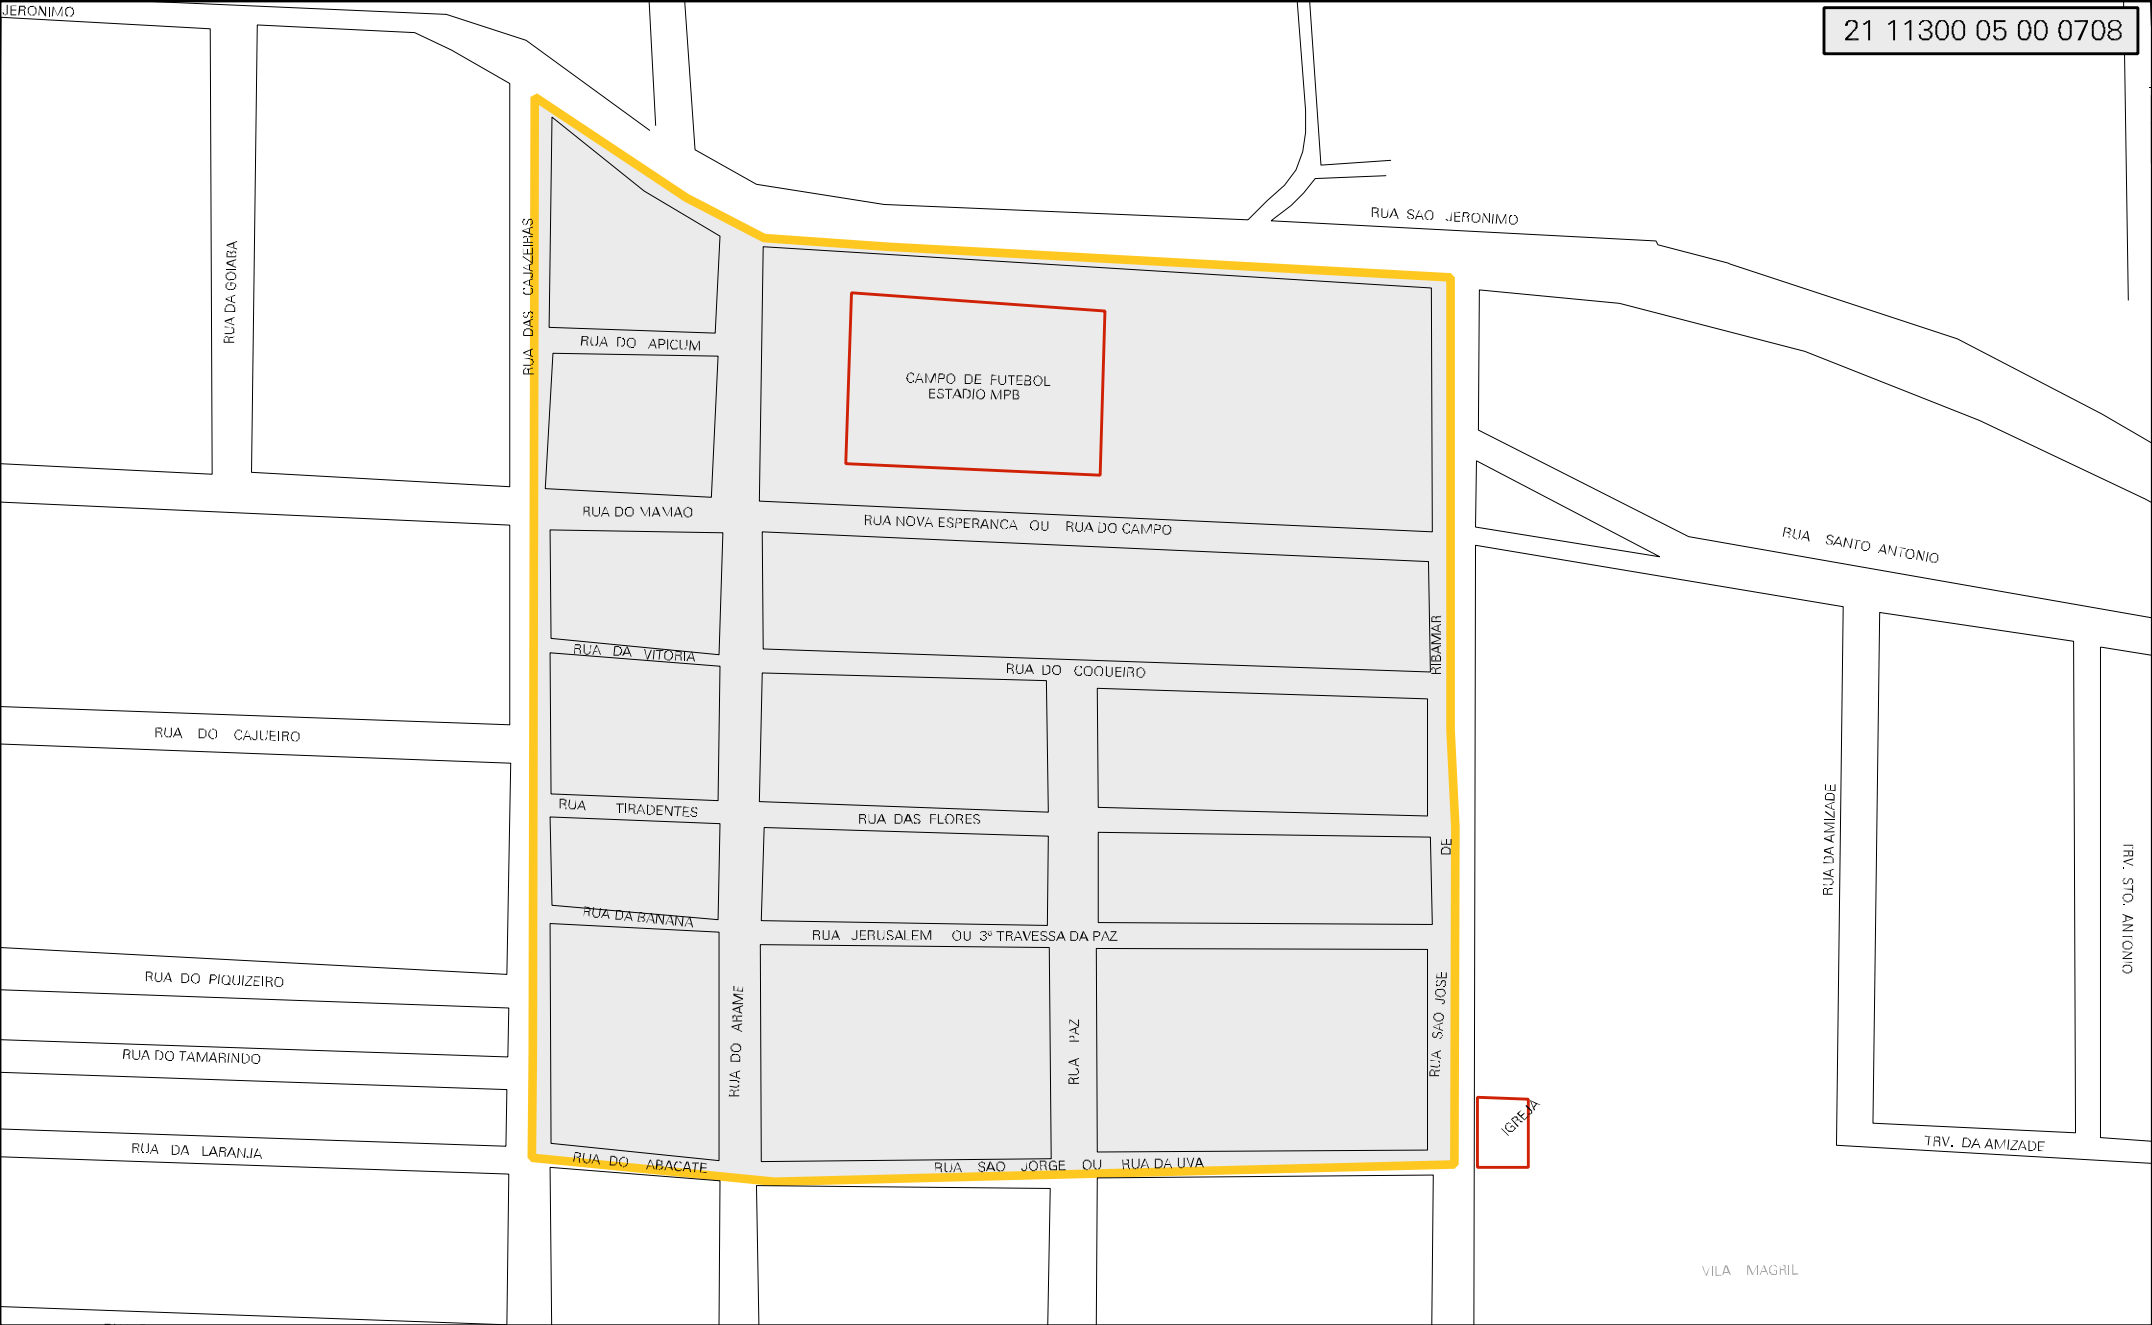 JERONIMO
21 11300 05 00 0708
RUA SAO JERONIMO
RUA DA GOIABA
RUA DAS CAJAZEIRAS
RUA DO APICUM
CAMPO DE FUTEBOL
ESTADIO MPB
RUA DO MAMAO
RUA NOVA ESPERANCA OU RUA DO CAMPO
RUA SANTO ANTONIO
RUA DA VITORIA
RUA DO COQUEIRO
RUA SAO JOSE DE RIBAMAR
RUA DO CAJUEIRO
RUA TIRADENTES
RUA DAS FLORES
RUA DA AMIZADE
TRV. STO. ANTONIO
RUA DA BANANA
RUA JERUSALEM OU 3ª TRAVESSA DA PAZ
RUA DO PIQUIZEIRO
RUA DO ARAME
RUA PAZ
RUA DO TAMARINDO
IGREJA
RUA DA LARANJA
RUA DO ABACATE
RUA SAO JORGE OU RUA DA UVA
TRV. DA AMIZADE
VILA MAGRIL